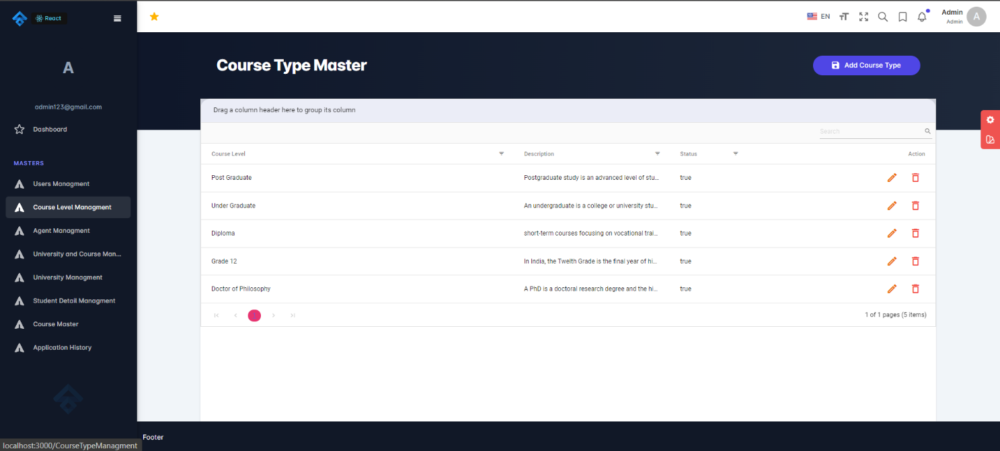 React
EN
Admin
Admin
A
A
admin123@gmail.com
Dashboard
MASTERS
Users Managment
Course Level Managment
Agent Managment
University and Course Man...
University Managment
Student Detail Managment
Course Master
Application History
Course Type Master
Add Course Type
Drag a column header here to group its column
Search
Course Level
Description
Status
Action
Post Graduate
Postgraduate study is an advanced level of stu...
true
Under Graduate
An undergraduate is a college or university stu...
true
Diploma
short-term courses focusing on vocational trai...
true
Grade 12
In India, the Twelth Grade is the final year of hi...
true
Doctor of Philosophy
A PhD is a doctoral research degree and the hi...
true
1 of 1 pages (5 items)
Footer
localhost:3000/CourseTypeManagment